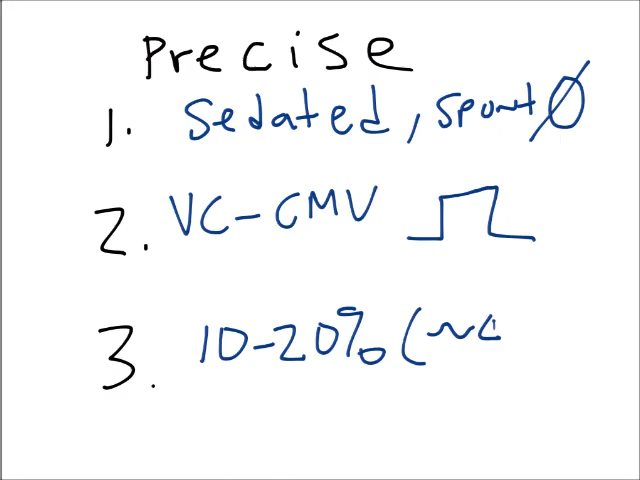 Precise
1. Sedated, spont Ø
2. VC-CMV
3. 10-20% (~